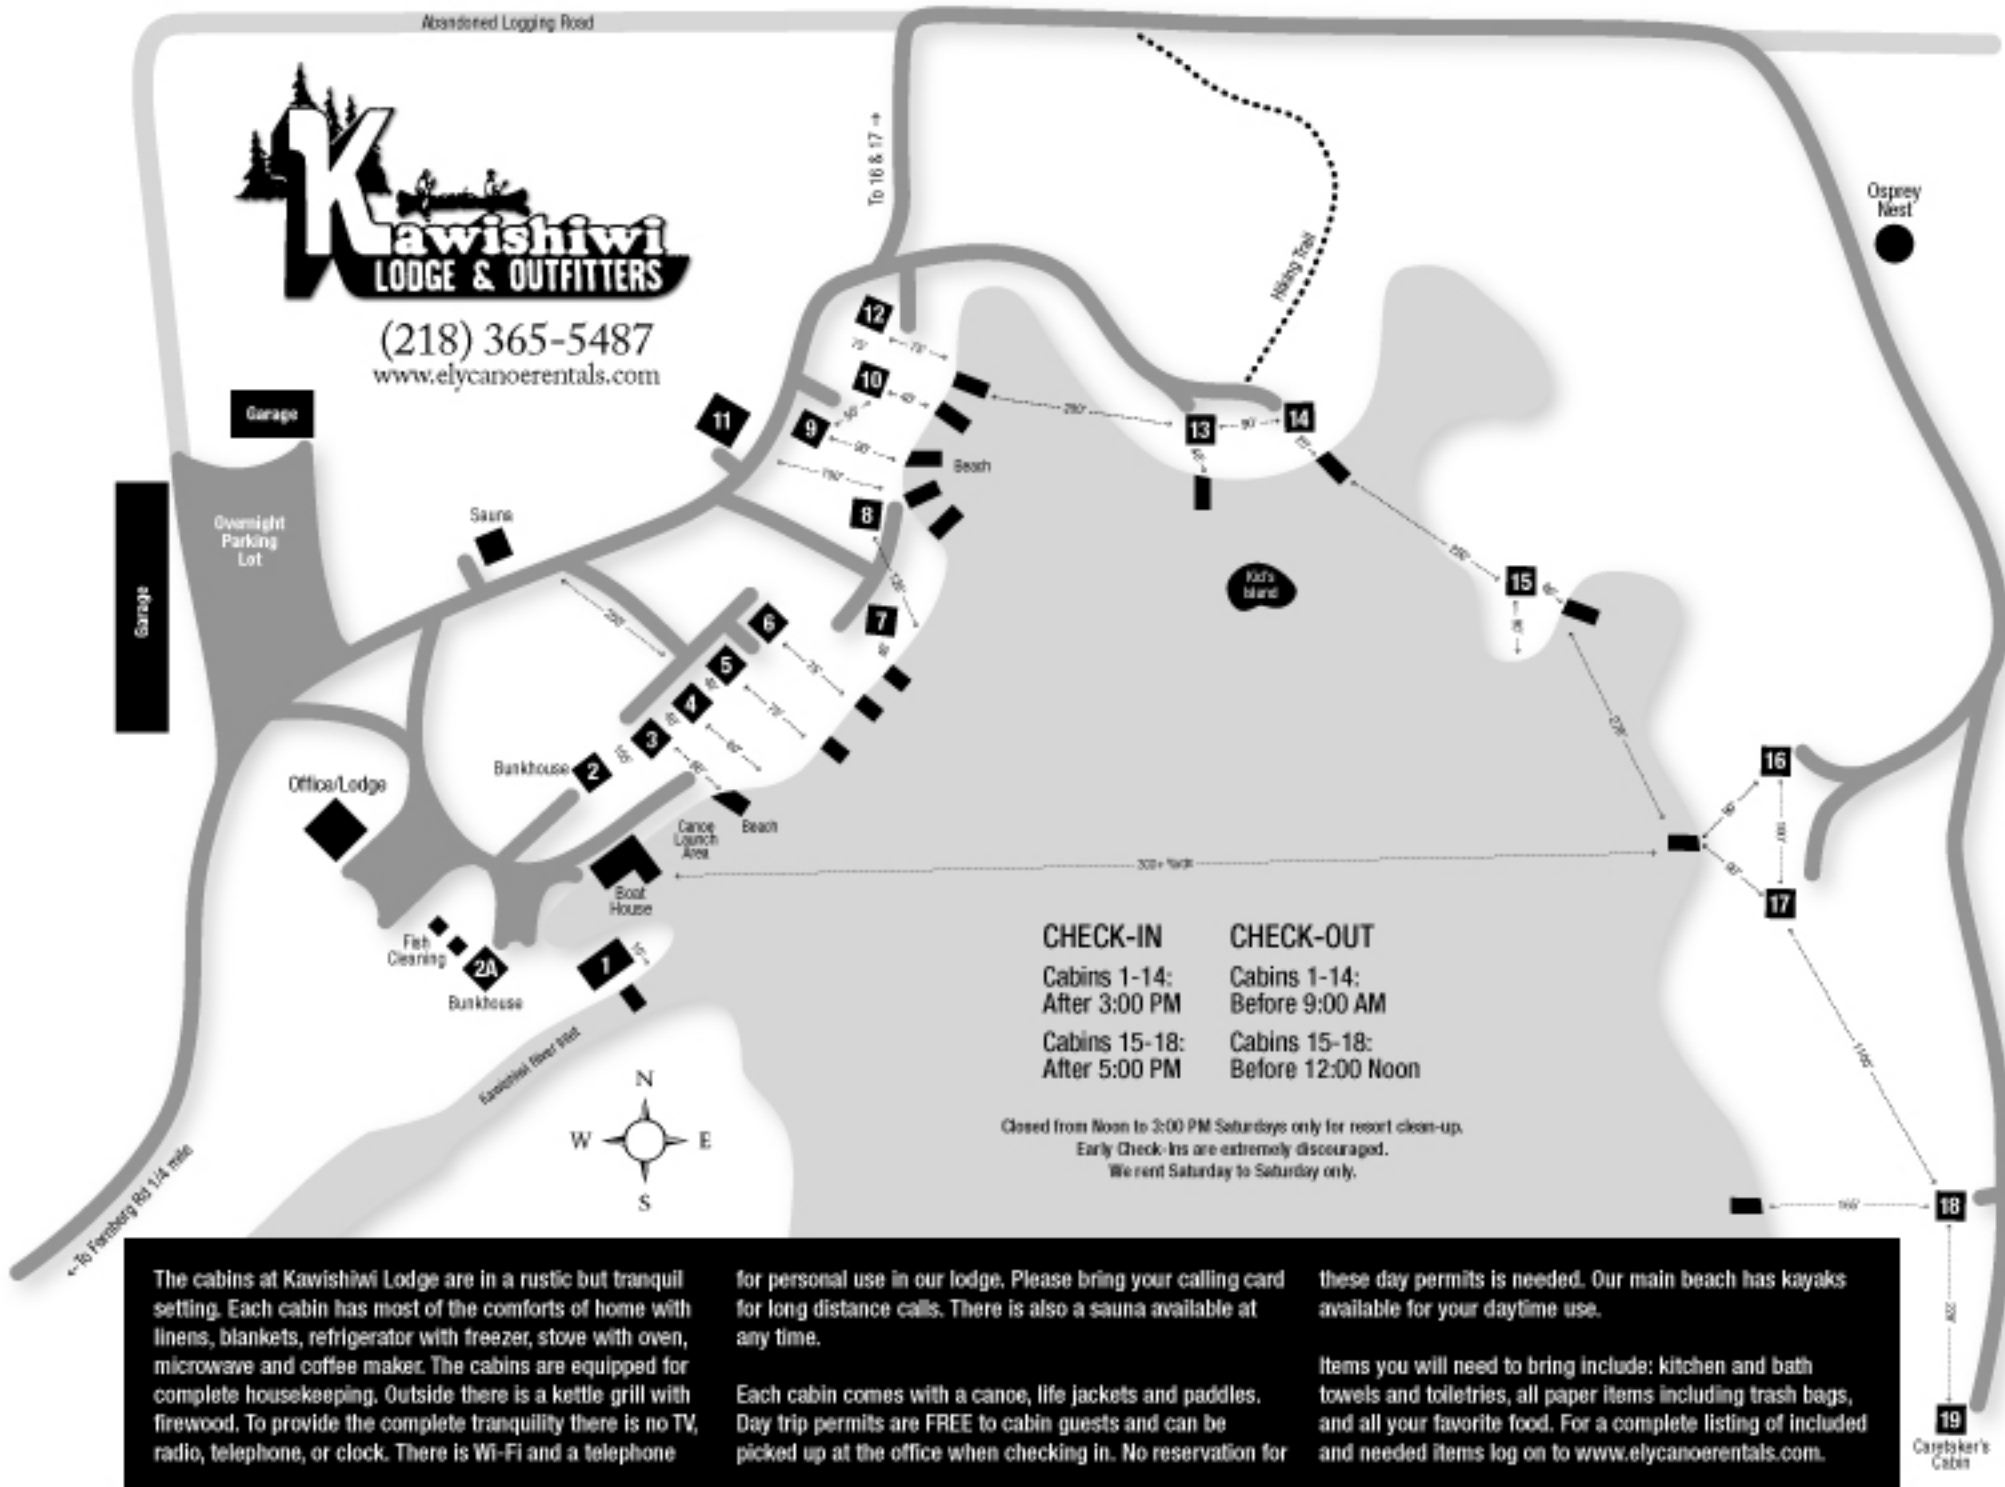 Abandoned Logging Road
Kawishiwi
LODGE & OUTFITTERS
(218) 365-5487
www.elycanoerentals.com
To 16 & 17 →
Hiking Trail
Osprey
Nest
Garage
Garage
Overnight
Parking
Lot
Sauna
12
75'
10
11
9
8
Beach
13
90'
14
Kid's
Island
15
7
6
75'
5
4
3
Bunkhouse
2
Office/Lodge
Canoe
Launch
Area
Beach
Boat
House
16
17
Fish
Cleaning
2A
Bunkhouse
1
Kawishiwi River Inlet
N
W
E
S
←To Fernberg Rd 1/4 mile
CHECK-IN
Cabins 1-14:
After 3:00 PM
Cabins 15-18:
After 5:00 PM
CHECK-OUT
Cabins 1-14:
Before 9:00 AM
Cabins 15-18:
Before 12:00 Noon
Closed from Noon to 3:00 PM Saturdays only for resort clean-up.
Early Check-Ins are extremely discouraged.
We rent Saturday to Saturday only.
18
19
Caretaker's
Cabin
The cabins at Kawishiwi Lodge are in a rustic but tranquil
setting. Each cabin has most of the comforts of home with
linens, blankets, refrigerator with freezer, stove with oven,
microwave and coffee maker. The cabins are equipped for
complete housekeeping. Outside there is a kettle grill with
firewood. To provide the complete tranquility there is no TV,
radio, telephone, or clock. There is Wi-Fi and a telephone
for personal use in our lodge. Please bring your calling card
for long distance calls. There is also a sauna available at
any time.
Each cabin comes with a canoe, life jackets and paddles.
Day trip permits are FREE to cabin guests and can be
picked up at the office when checking in. No reservation for
these day permits is needed. Our main beach has kayaks
available for your daytime use.
Items you will need to bring include: kitchen and bath
towels and toiletries, all paper items including trash bags,
and all your favorite food. For a complete listing of included
and needed items log on to www.elycanoerentals.com.